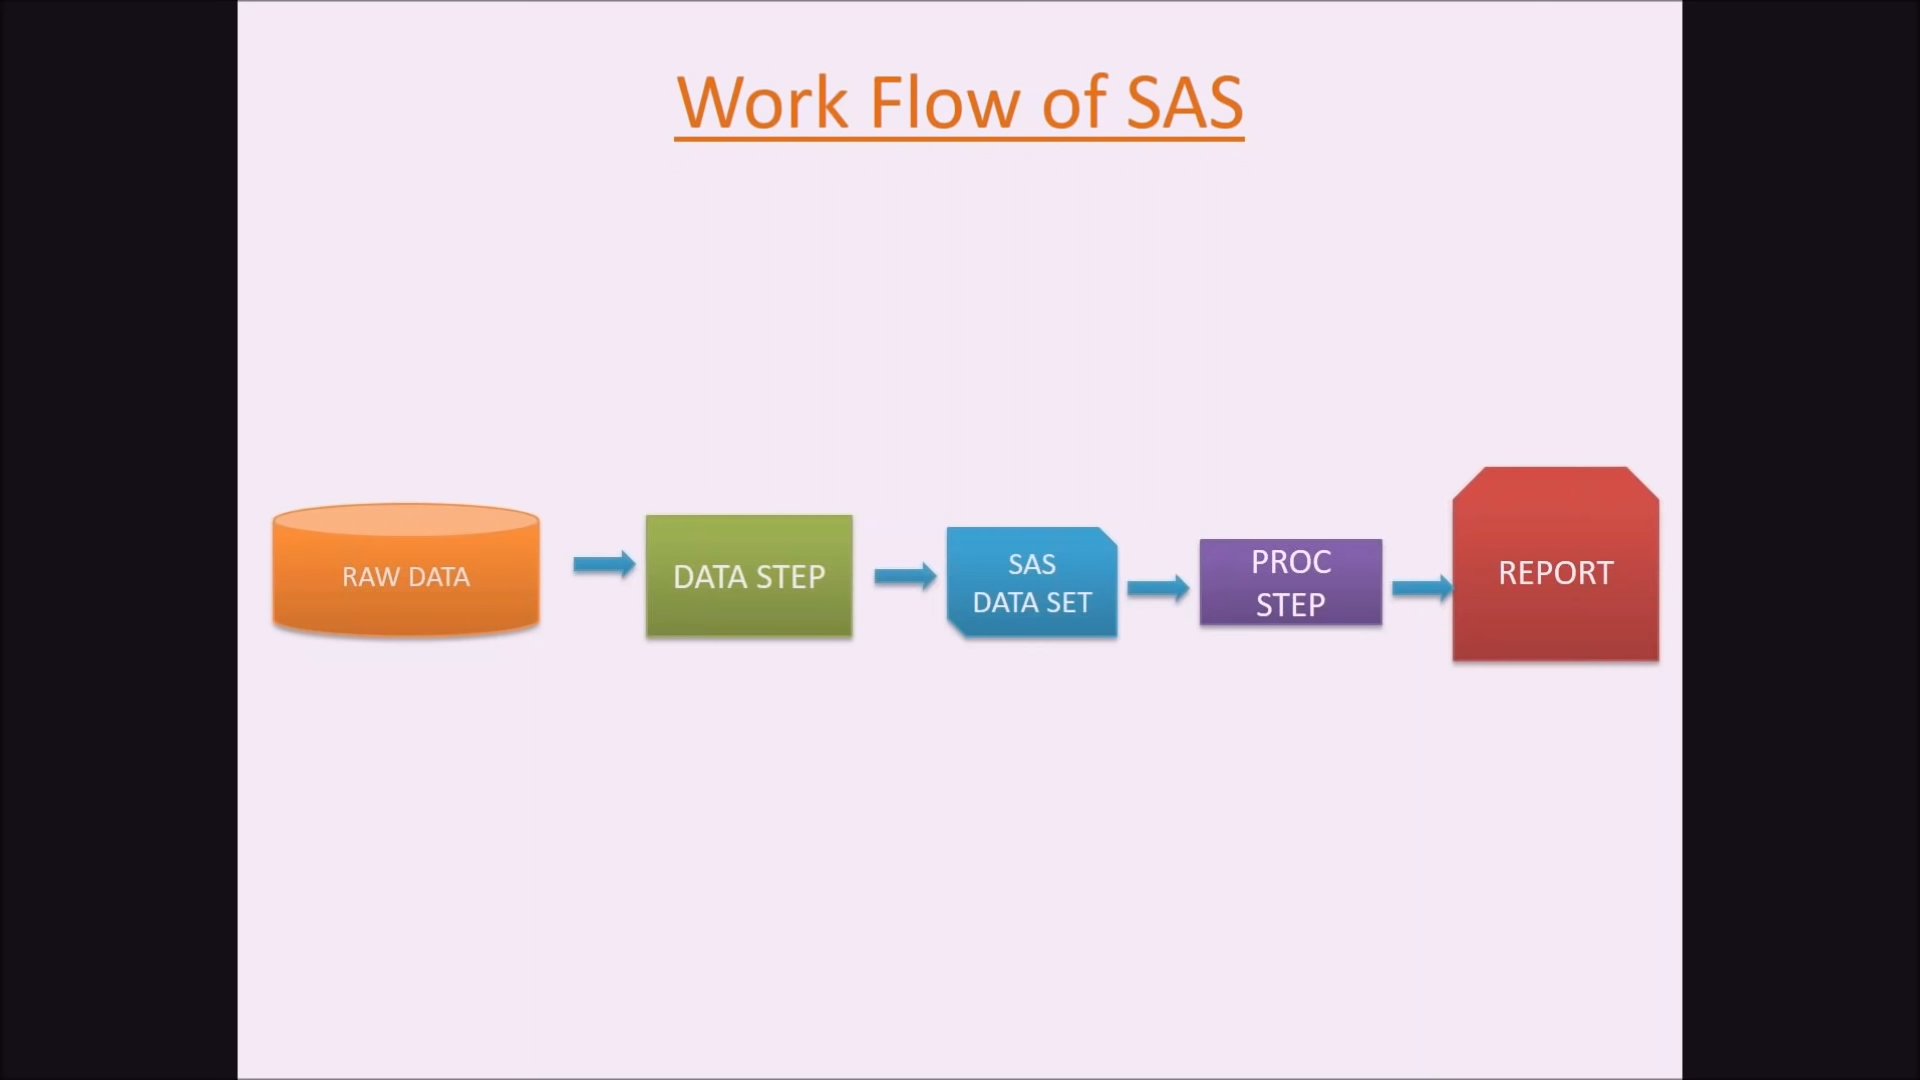 Work Flow of SAS
RAW DATA
DATA STEP
SAS
DATA SET
PROC
STEP
REPORT